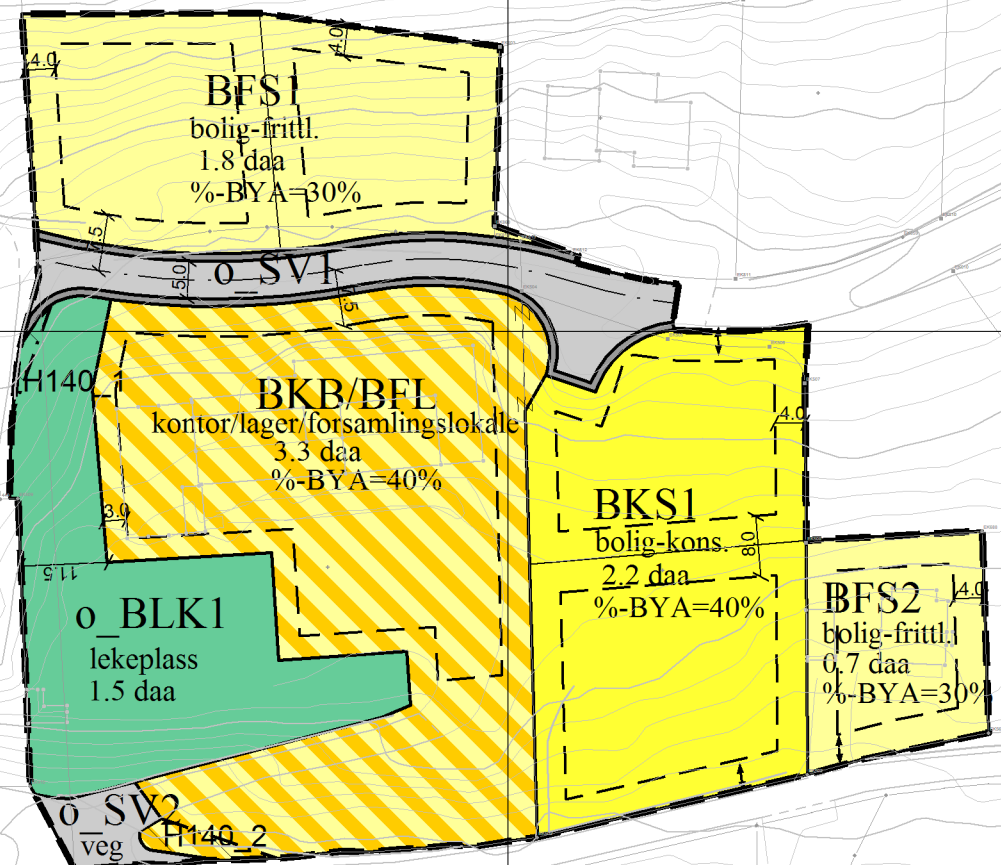 4.0
4.0
BFS1
bolig-frittl.
1.8 daa
%-BYA=30%
4.5
5.0
o_SV1
H140_1
BKB/BFL
kontor/lager/forsamlingslokale
3.3 daa
%-BYA=40%
4.0
3.0
BKS1
bolig-kons.
2.2 daa
%-BYA=40%
8.0
11.5
o_BLK1
lekeplass
1.5 daa
BFS2
bolig-frittl.
0.7 daa
%-BYA=30%
4.0
o_SV2
veg
H140_2